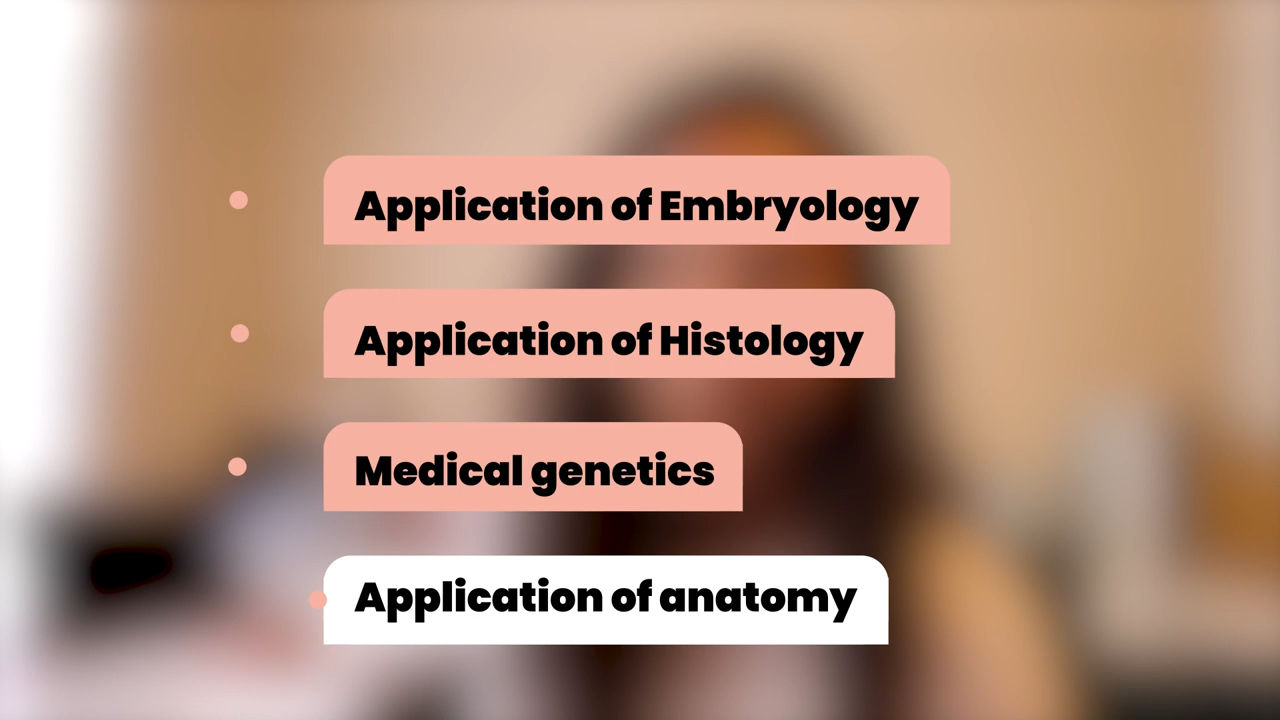 Application of Embryology
Application of Histology
Medical genetics
Application of anatomy